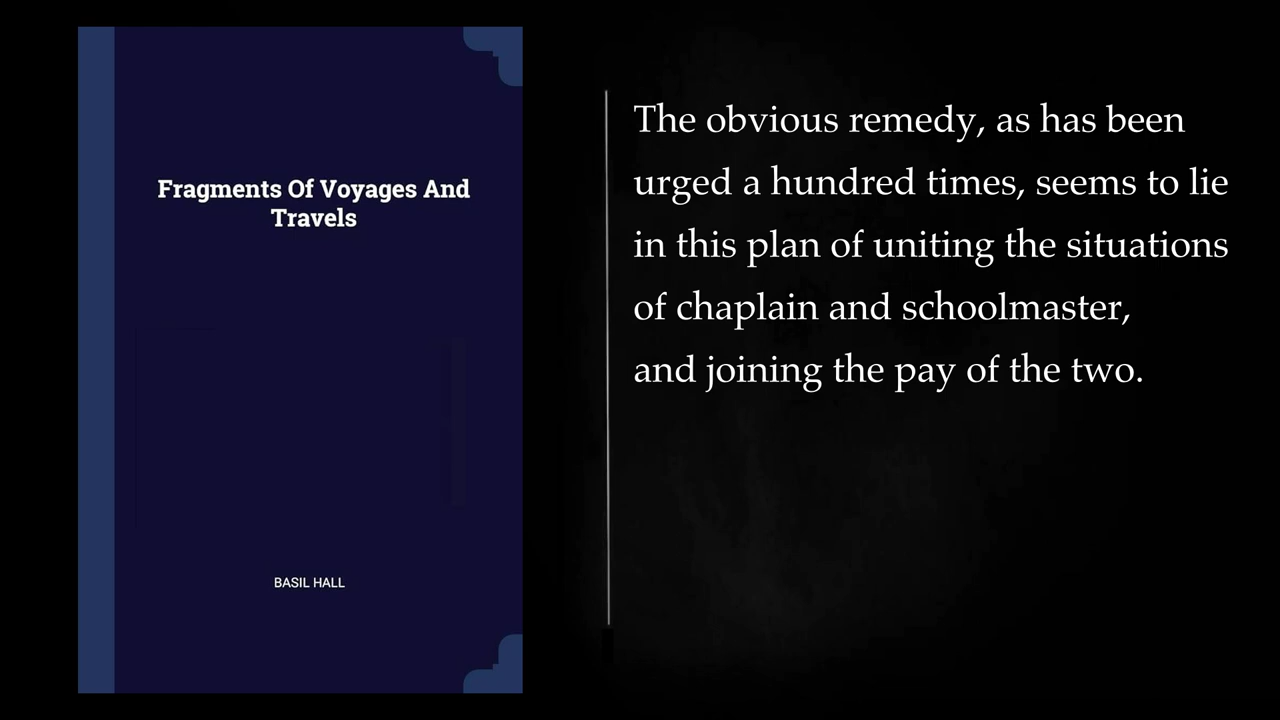 Fragments Of Voyages And
Travels
BASIL HALL
The obvious remedy, as has been
urged a hundred times, seems to lie
in this plan of uniting the situations
of chaplain and schoolmaster,
and joining the pay of the two.